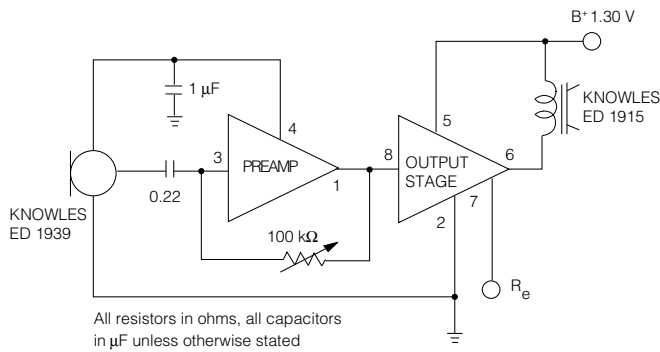 B+ 1.30 V
1 µF
KNOWLES
ED 1915
4
5
3
PREAMP
8
OUTPUT
STAGE
6
1
0.22
7
2
KNOWLES
ED 1939
100 kΩ
Re
All resistors in ohms, all capacitors
in µF unless otherwise stated